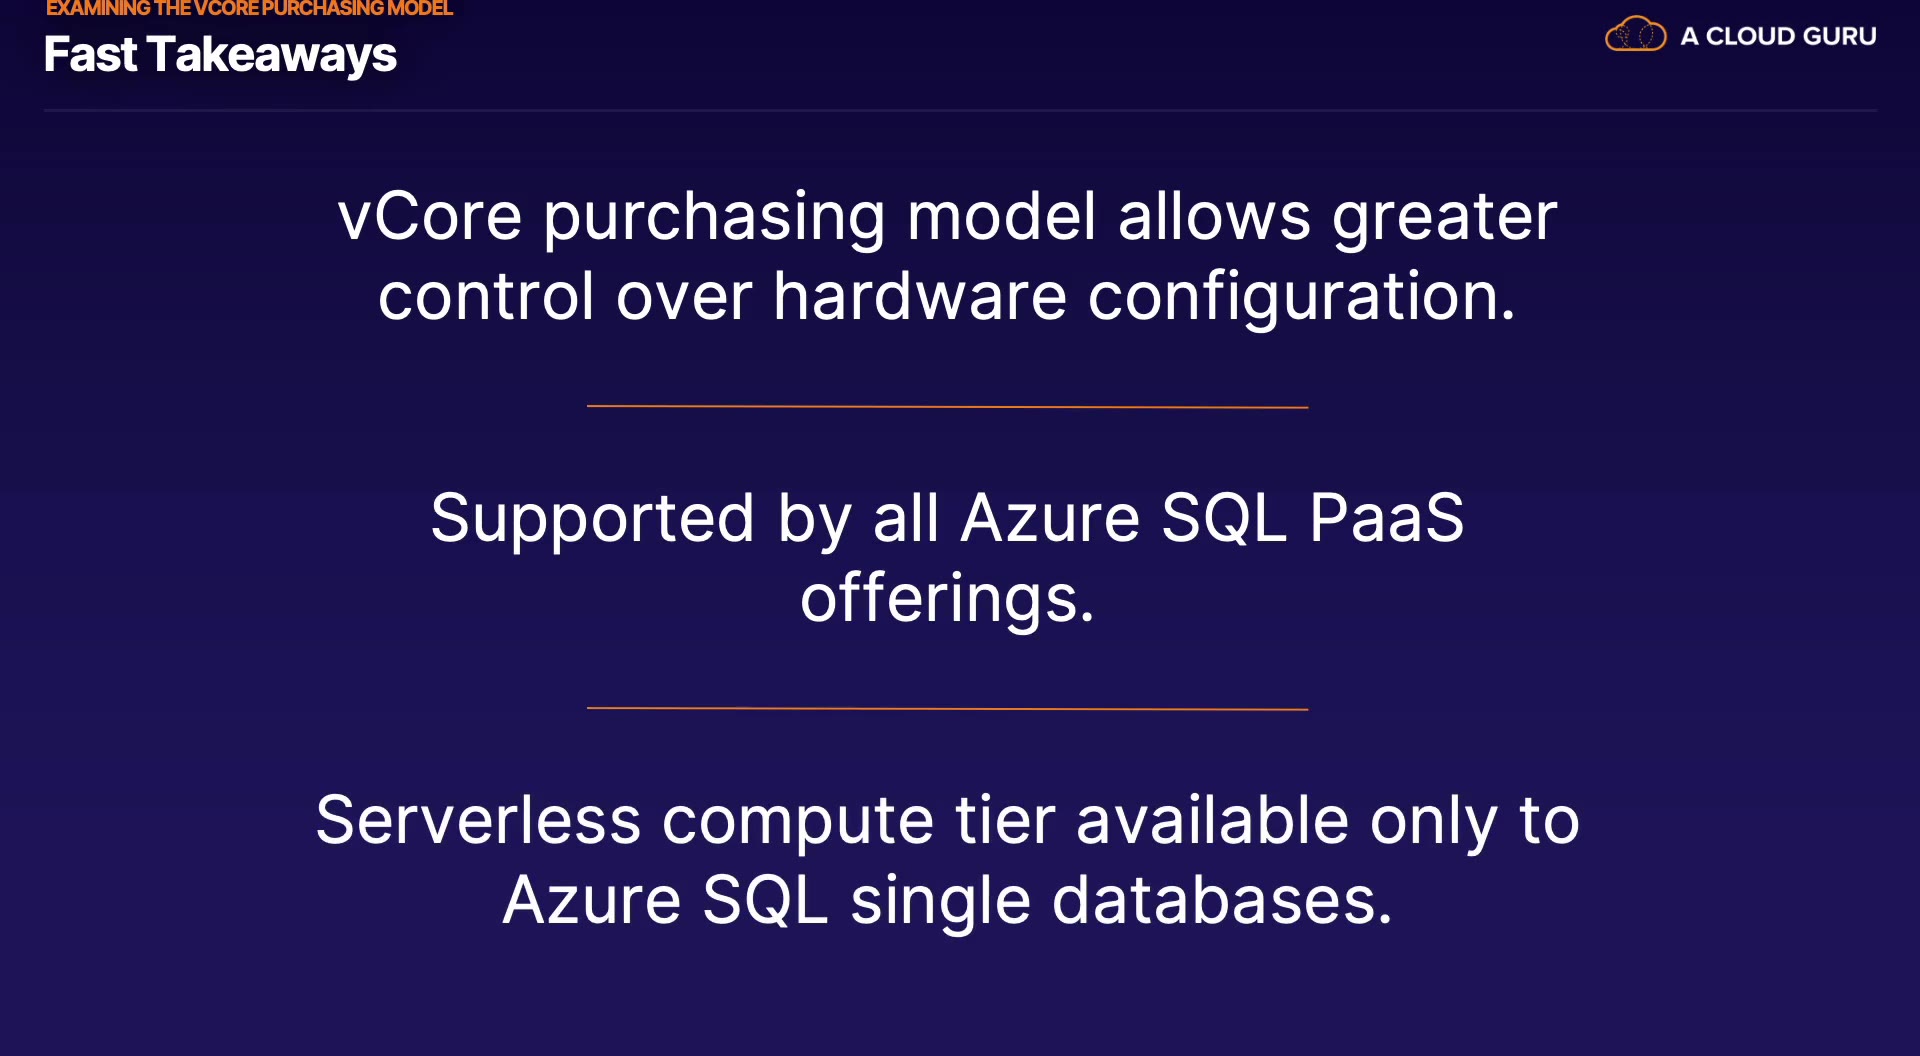 EXAMINING THE VCORE PURCHASING MODEL
Fast Takeaways
A CLOUD GURU
vCore purchasing model allows greater
control over hardware configuration.
Supported by all Azure SQL PaaS
offerings.
Serverless compute tier available only to
Azure SQL single databases.